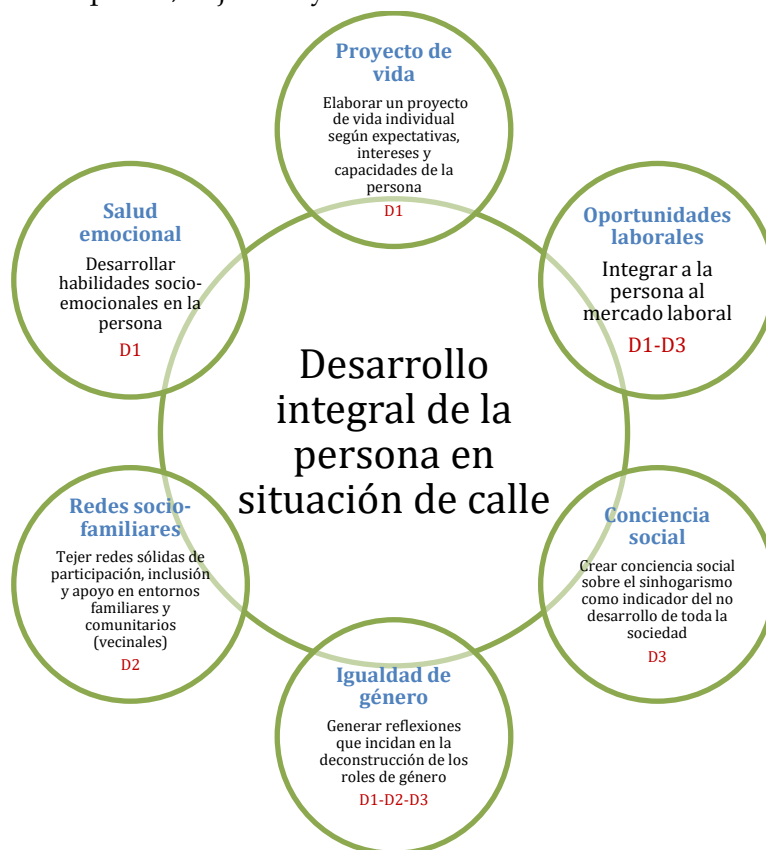 Proyecto de
vida
Elaborar un proyecto
de vida individual
según expectativas,
intereses y
capacidades de la
persona
D1
Oportunidades
laborales
Integrar a la
persona al
mercado laboral
D1-D3
Conciencia
social
Crear conciencia social
sobre el sinhogarismo
como indicador del no
desarrollo de toda la
sociedad
D3
Igualdad de
género
Generar reflexiones
que incidan en la
deconstrucción de los
roles de género
D1-D2-D3
Redes socio-
familiares
Tejer redes sólidas de
participación, inclusión
y apoyo en entornos
familiares y
comunitarios
(vecinales)
D2
Salud
emocional
Desarrollar
habilidades socio-
emocionales en la
persona
D1
Desarrollo
integral de la
persona en
situación de calle